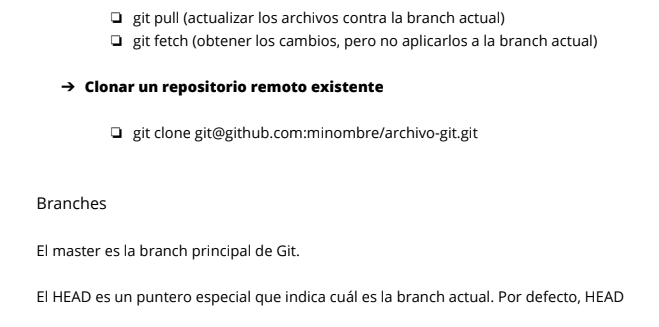 ❏ git pull (actualizar los archivos contra la branch actual)
❏ git fetch (obtener los cambios, pero no aplicarlos a la branch actual)
➔ Clonar un repositorio remoto existente
❏ git clone git@github.com:minombre/archivo-git.git
Branches
El master es la branch principal de Git.
El HEAD es un puntero especial que indica cuál es la branch actual. Por defecto, HEAD